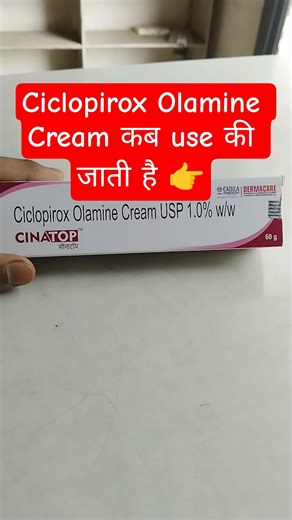 Ciclopirox Olamine
Cream कब use की
जाती है 👉
Ciclopirox Olamine Cream USP 1.0% w/w
CADILA
DERMACARE
CINATOP
सीनाटॉप
60 g